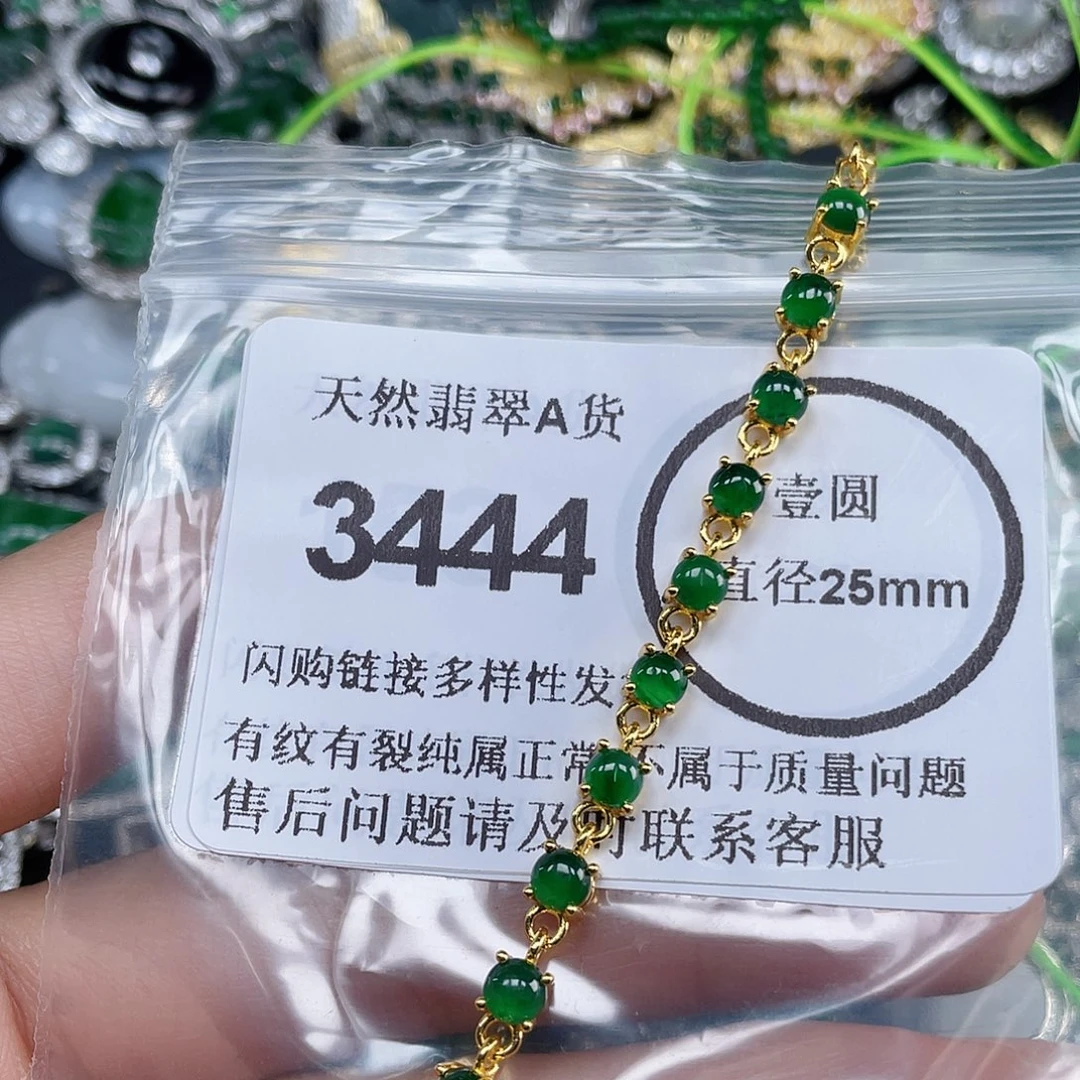 天然翡翠A货
3444
壹圆
直径25mm
闪购链接多样性发
有纹有裂纯属正常不属于质量问题
售后问题请及时联系客服